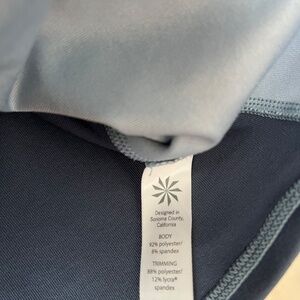 Designed in
Sonoma County,
California
BODY
92% polyester/
8% spandex
TRIMMING
88% polyester/
12% lycra®
spandex